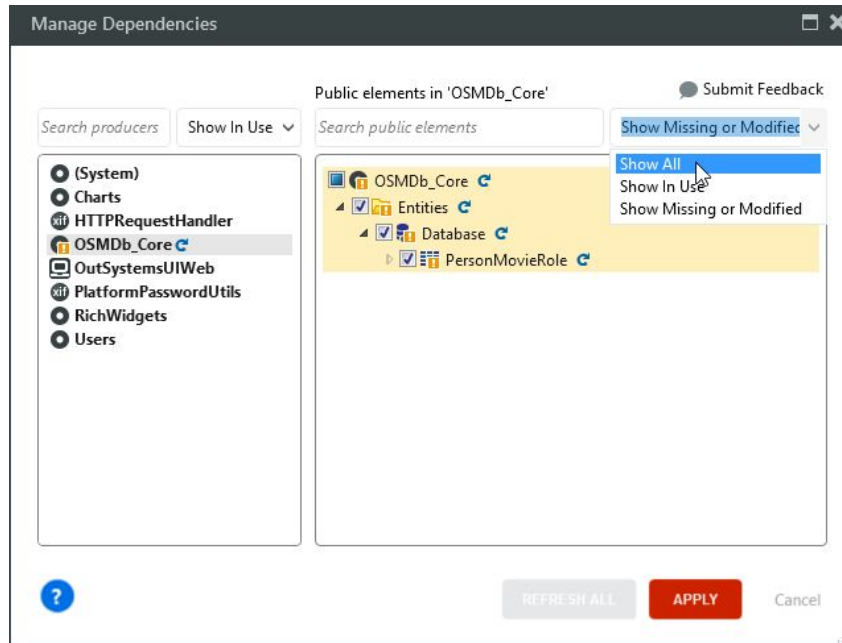 Manage Dependencies
Public elements in 'OSMDb_Core'
Submit Feedback
Search producers
Show In Use
Search public elements
Show Missing or Modified
(System)
Charts
xif HTTPRequestHandler
OSMDb_Core
OutSystemsUIWeb
xif PlatformPasswordUtils
RichWidgets
Users
OSMDb_Core
Entities
Database
PersonMovieRole
Show All
Show In Use
Show Missing or Modified
?
REFRESH ALL
APPLY
Cancel